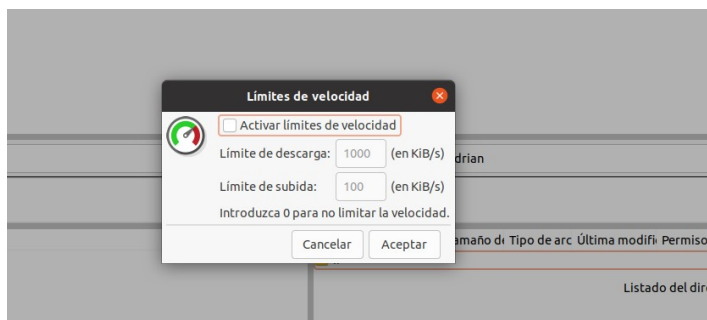 Límites de velocidad
Activar límites de velocidad
Límite de descarga: 1000 (en KiB/s)
drian
Límite de subida: 100 (en KiB/s)
Introduzca 0 para no limitar la velocidad.
Cancelar Aceptar
amaño de Tipo de arc Última modifi Permiso
Listado del dire